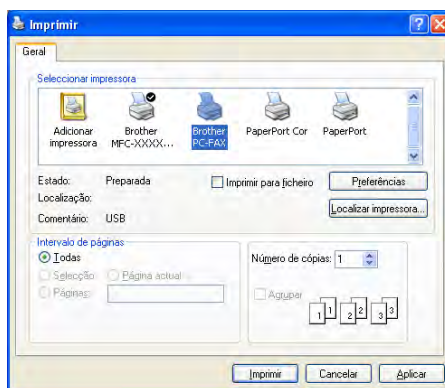 Imprimir
Geral
Seleccionar impressora
Adicionar impressora
Brother MFC-XXXX...
Brother PC-FAX
PaperPort Cor
PaperPort
Estado: Preparada
Imprimir para ficheiro
Preferências
Localização:
Localizar impressora...
Comentário: USB
Intervalo de páginas
Todas
Selecção
Página actual
Páginas:
Número de cópias: 1
Agrupar
1 1 2 2 3 3
Imprimir
Cancelar
Aplicar